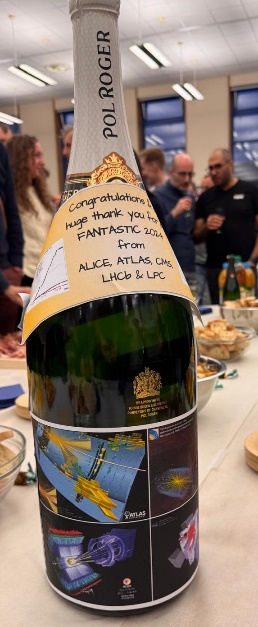 POL ROGER
Congratulations
huge thank you for
FANTASTIC 2024
from
ALICE, ATLAS, CMS,
LHCb & LPC
ATLAS